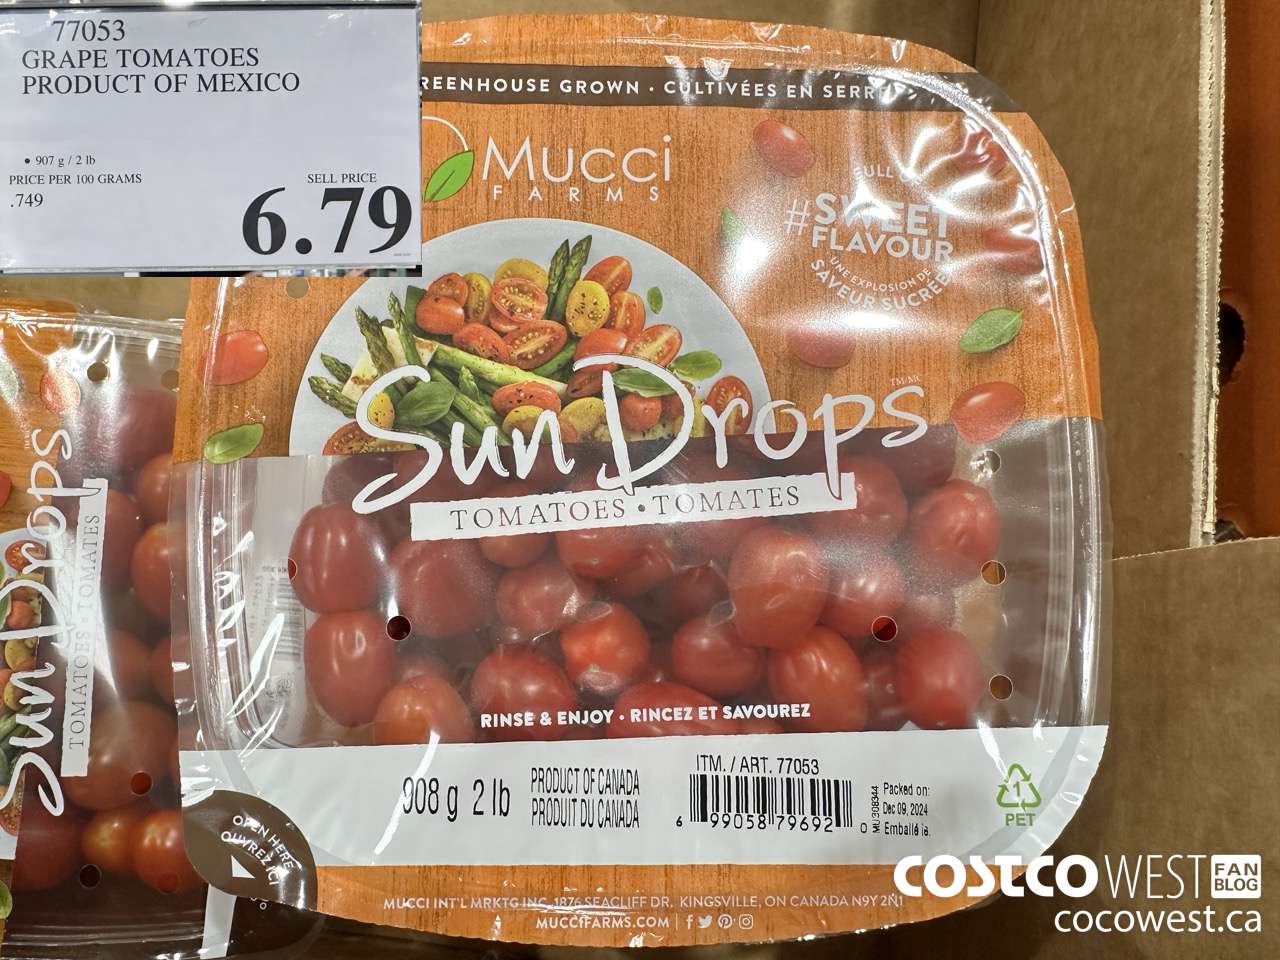 77053
GRAPE TOMATOES
PRODUCT OF MEXICO
• 907 g / 2 lb
PRICE PER 100 GRAMS
.749
SELL PRICE
6.79
REENHOUSE GROWN · CULTIVÉES EN SERRE
MUCCI
FARMS
FULL OF
#SWEET
FLAVOUR
UNE EXPLOSION DE
SAVEUR SUCRÉE
Sun Drops TM/MC
TOMATOES · TOMATES
Sun Drops
TOMATOES · TOMATES
RINSE & ENJOY · RINCEZ ET SAVOUREZ
908 g 2 lb
PRODUCT OF CANADA
PRODUIT DU CANADA
ITM. / ART. 77053
6 99058 79692 0
MU308344
Packed on:
Dec 09, 2024
Emballé le.
1
PET
OPEN HERE
OUVREZ ICI
MUCCI INT'L MRKTG INC. 1876 SEACLIFF DR. KINGSVILLE, ON CANADA N9Y 2N1
MUCCIFARMS.COM
COSTCO WEST FAN BLOG
cocowest.ca